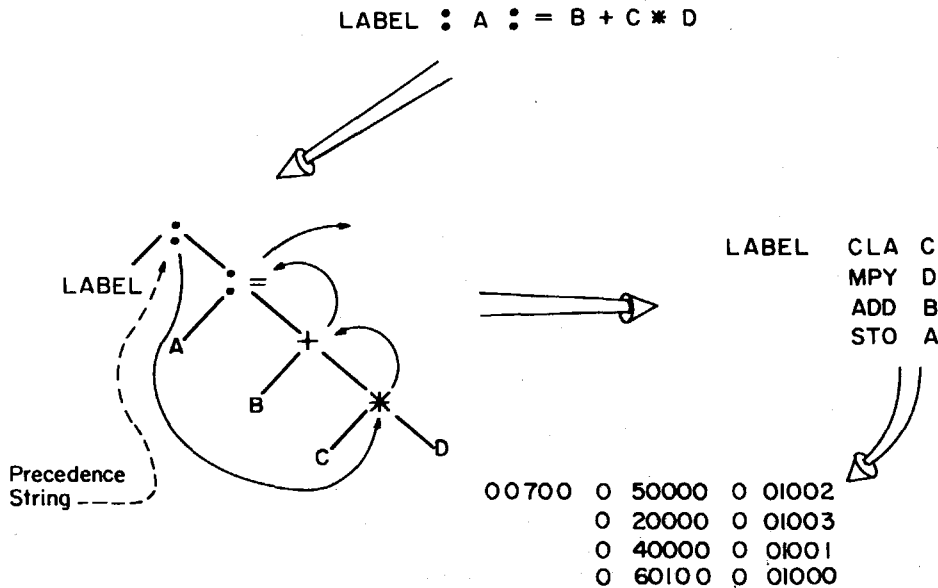 LABEL : A := B + C * D
:
LABEL := 
A +
B *
C D
Precedence
String
LABEL CLA C
MPY D
ADD B
STO A
00700 0 50000 0 01002
0 20000 0 01003
0 40000 0 01001
0 60100 0 01000